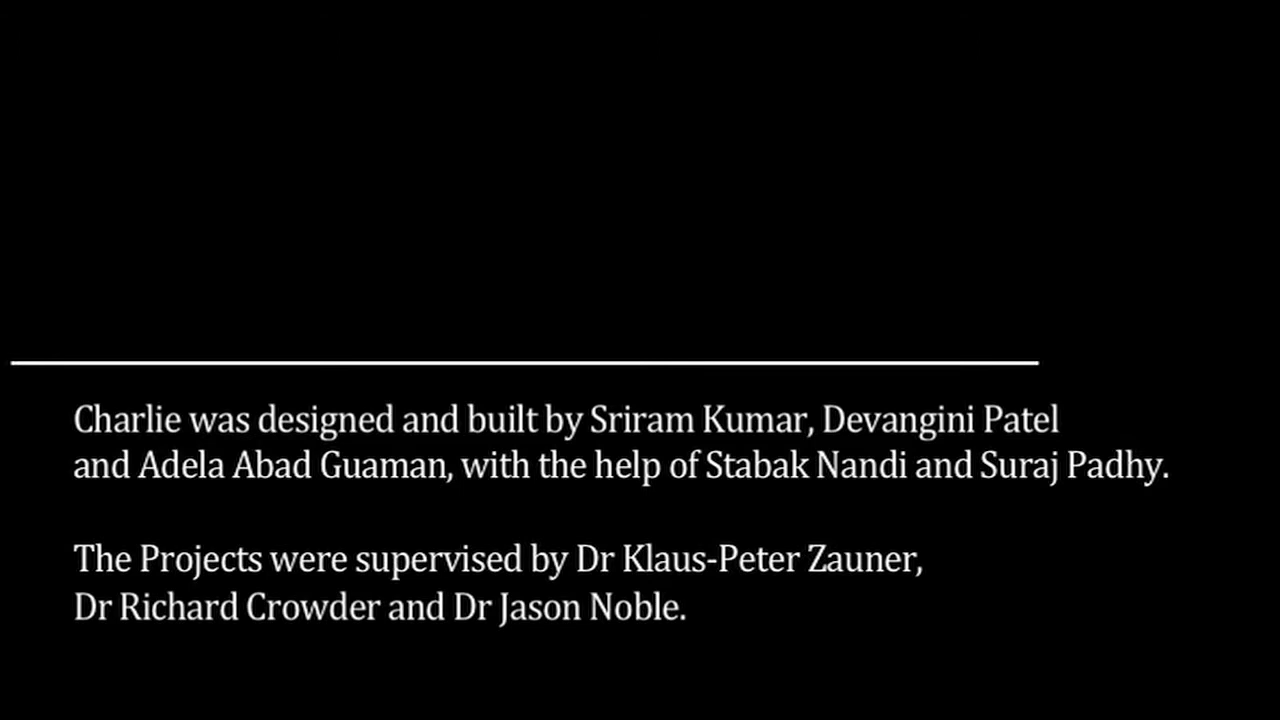 Charlie was designed and built by Sriram Kumar, Devangini Patel
and Adela Abad Guaman, with the help of Stabak Nandi and Suraj Padhy.
The Projects were supervised by Dr Klaus-Peter Zauner,
Dr Richard Crowder and Dr Jason Noble.